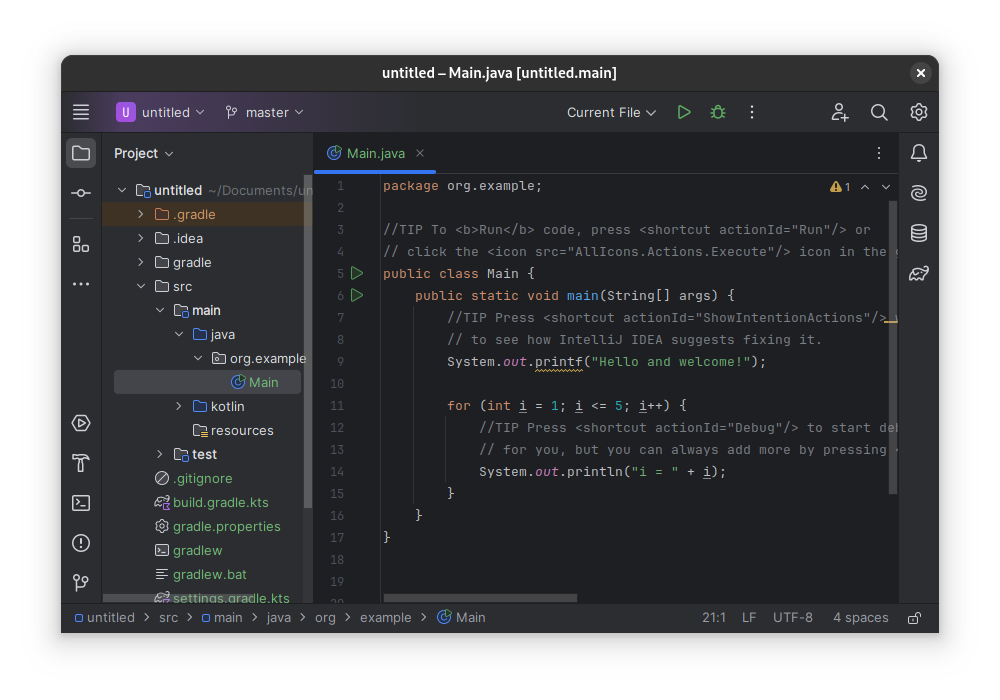 untitled – Main.java [untitled.main]
U untitled master Current File
Project
Main.java
untitled ~/Documents/un
.gradle
.idea
gradle
src
main
java
org.example
Main
kotlin
resources
test
.gitignore
build.gradle.kts
gradle.properties
gradlew
gradlew.bat
settings.gradle.kts
1
1 package org.example;
2
3 //TIP To <b>Run</b> code, press <shortcut actionId="Run"/> or
4 // click the <icon src="AllIcons.Actions.Execute"/> icon in the
5 public class Main {
6 public static void main(String[] args) {
7 //TIP Press <shortcut actionId="ShowIntentionActions"/>
8 // to see how IntelliJ IDEA suggests fixing it.
9 System.out.printf("Hello and welcome!");
10
11 for (int i = 1; i <= 5; i++) {
12 //TIP Press <shortcut actionId="Debug"/> to start deb
13 // for you, but you can always add more by pressing
14 System.out.println("i = " + i);
15 }
16 }
17 }
18
19
20
untitled > src > main > java > org > example > Main 21:1 LF UTF-8 4 spaces